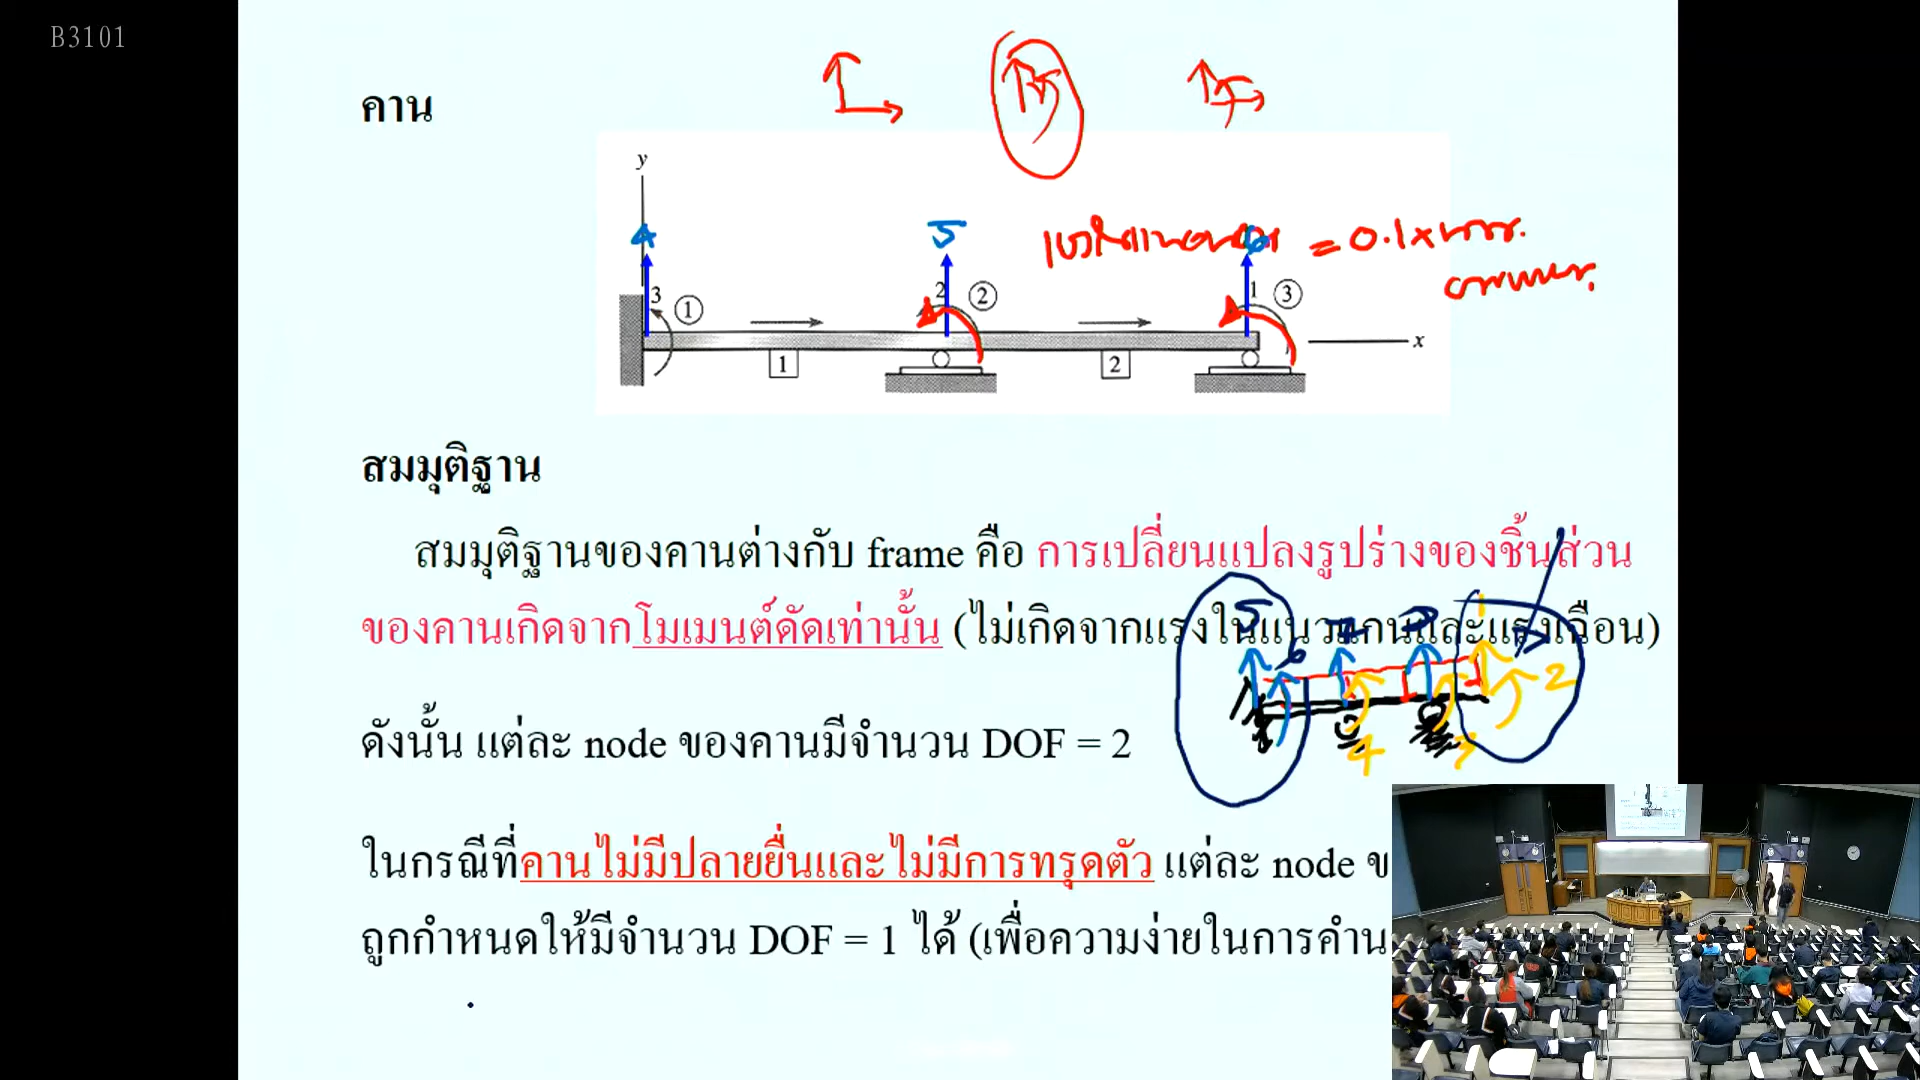 B3101
คาน
y
4
5
6
= 0.1x
3
①
2
②
1
③
x
1
2
สมมุติฐาน
สมมุติฐานของคานต่างกับ frame คือ การเปลี่ยนแปลงรูปร่างของชิ้นส่วน
ของคานเกิดจากโมเมนต์ดัดเท่านั้น (ไม่เกิดจากแรงในแนวแกนและแรงเฉือน)
5
6
1
2
ดังนั้น แต่ละ node ของคานมีจำนวน DOF = 2
4
3
ในกรณีที่คานไม่มีปลายยื่นและไม่มีการทรุดตัว แต่ละ node ข
ถูกกำหนดให้มีจำนวน DOF = 1 ได้ (เพื่อความง่ายในการคำน